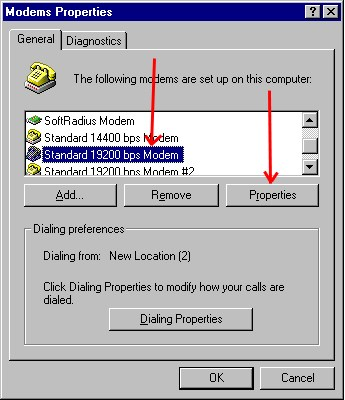 Modems Properties
General
Diagnostics
The following modems are set up on this computer:
SoftRadius Modem
Standard 14400 bps Modem
Standard 19200 bps Modem
Standard 19200 bps Modem #2
Add...
Remove
Properties
Dialing preferences
Dialing from: New Location (2)
Click Dialing Properties to modify how your calls are
dialed.
Dialing Properties
OK
Cancel